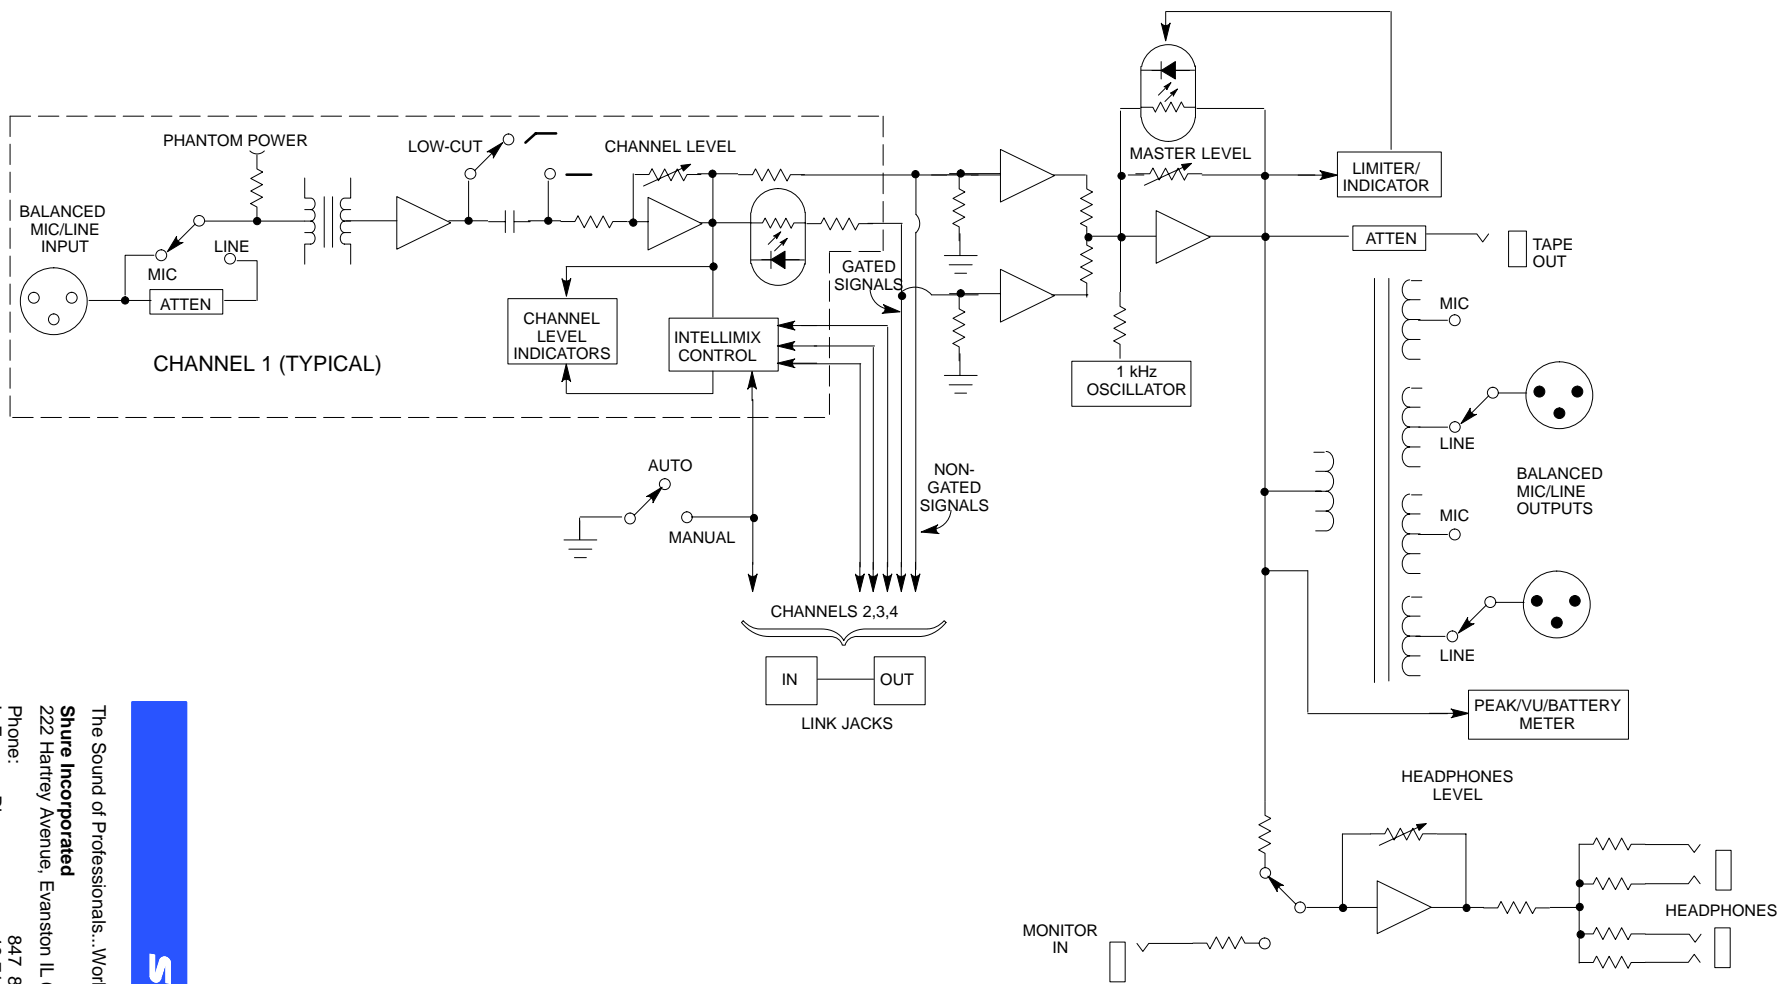 PHANTOM POWER
LOW-CUT
CHANNEL LEVEL
MASTER LEVEL
LIMITER/
INDICATOR
BALANCED
MIC/LINE
INPUT
LINE
MIC
ATTEN
ATTEN
TAPE
OUT
GATED
SIGNALS
CHANNEL
LEVEL
INDICATORS
INTELLIMIX
CONTROL
CHANNEL 1 (TYPICAL)
1 kHz
OSCILLATOR
MIC
LINE
BALANCED
MIC/LINE
OUTPUTS
MIC
LINE
AUTO
MANUAL
NON-
GATED
SIGNALS
CHANNELS 2,3,4
IN
OUT
LINK JACKS
PEAK/VU/BATTERY
METER
HEADPHONES
LEVEL
HEADPHONES
MONITOR
IN
The Sound of Professionals...Worl
Shure Incorporated
222 Hartrey Avenue, Evanston IL
Phone:
847
S